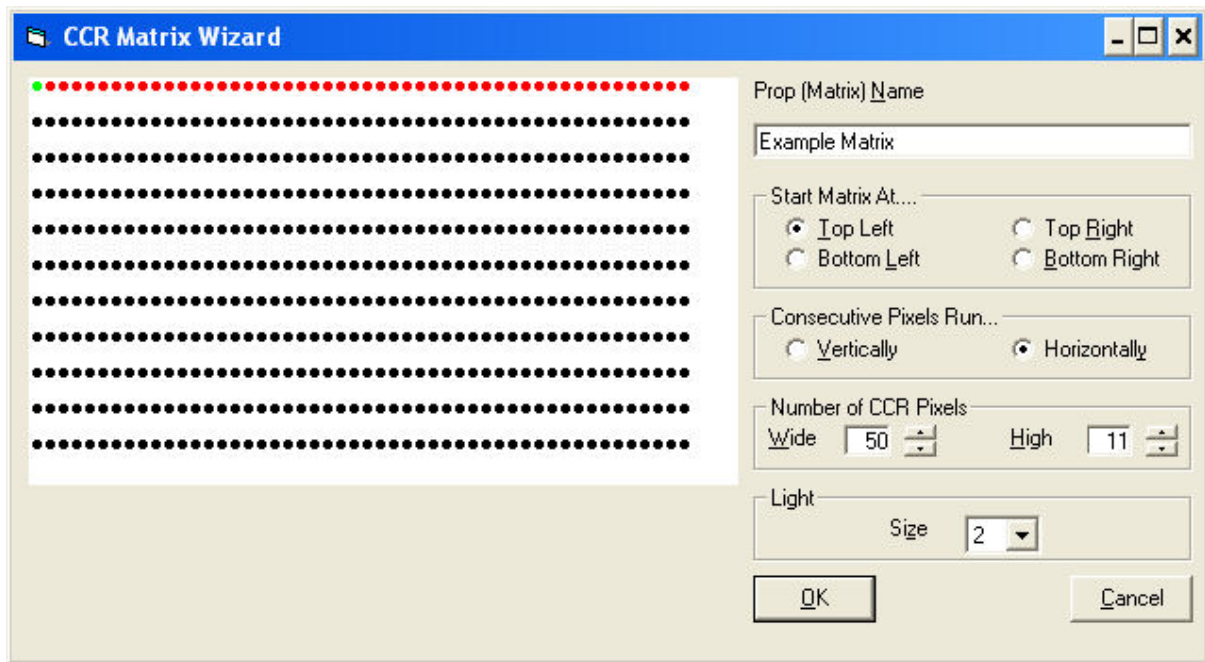 CCR Matrix Wizard
Prop (Matrix) Name
Example Matrix
Start Matrix At....
Top Left
Top Right
Bottom Left
Bottom Right
Consecutive Pixels Run...
Vertically
Horizontally
Number of CCR Pixels
Wide 50 High 11
Light
Size 2
OK Cancel